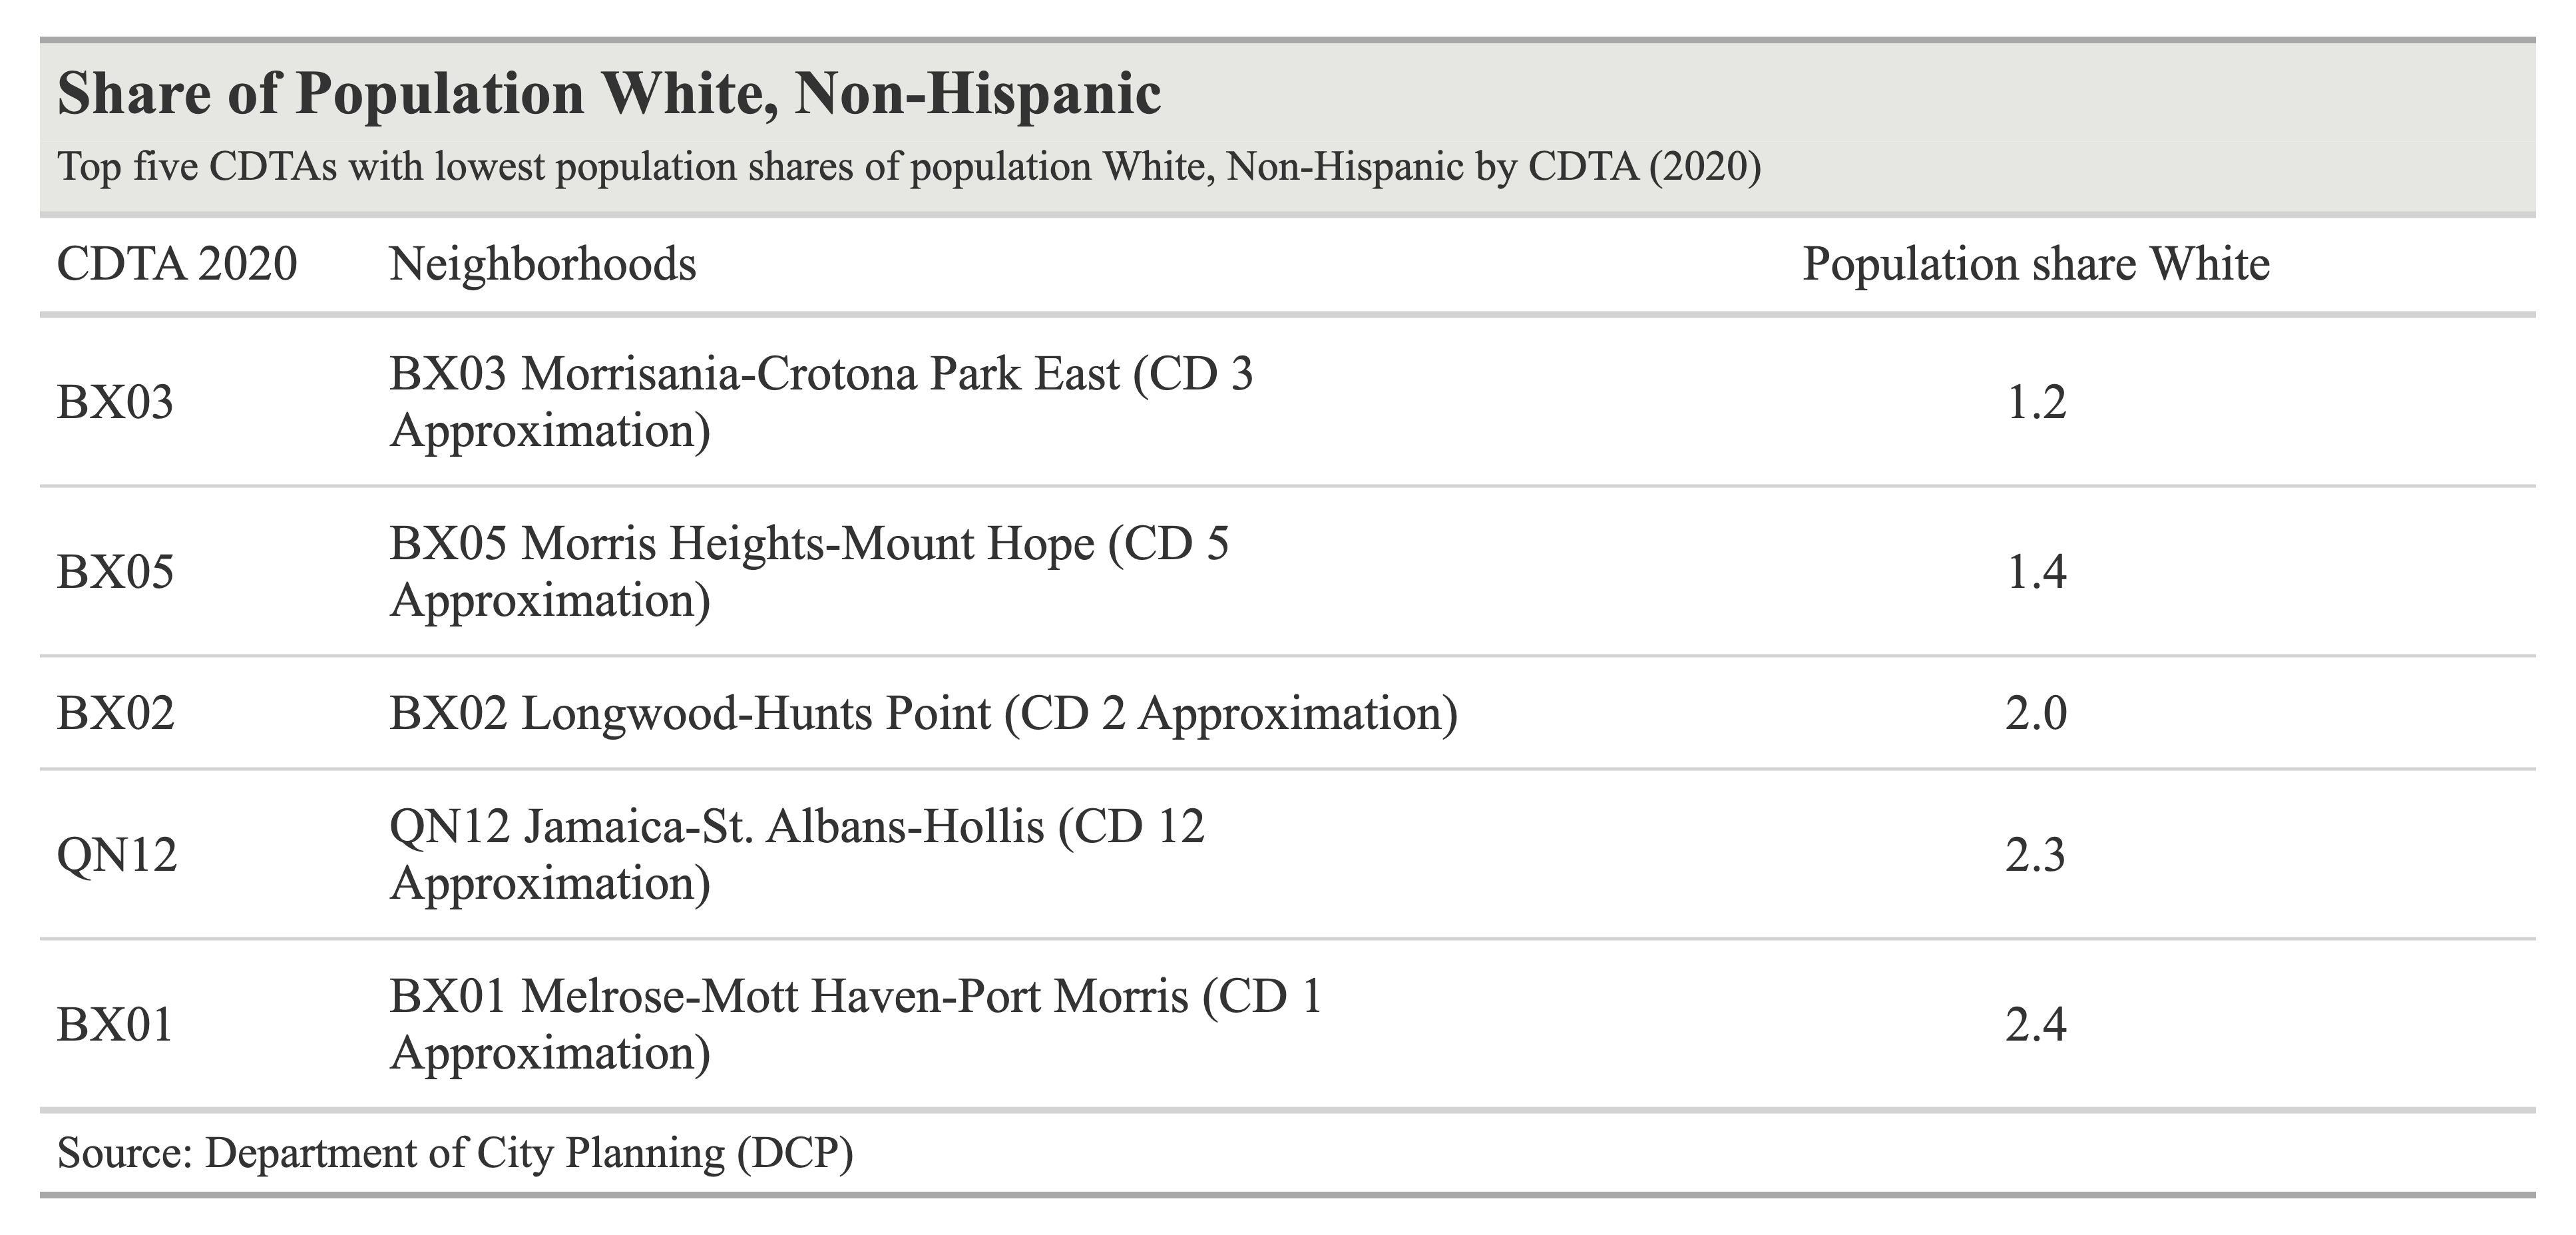 Share of Population White, Non-Hispanic
Top five CDTAs with lowest population shares of population White, Non-Hispanic by CDTA (2020)
CDTA 2020 Neighborhoods Population share White
BX03 BX03 Morrisania-Crotona Park East (CD 3 Approximation) 1.2
BX05 BX05 Morris Heights-Mount Hope (CD 5 Approximation) 1.4
BX02 BX02 Longwood-Hunts Point (CD 2 Approximation) 2.0
QN12 QN12 Jamaica-St. Albans-Hollis (CD 12 Approximation) 2.3
BX01 BX01 Melrose-Mott Haven-Port Morris (CD 1 Approximation) 2.4
Source: Department of City Planning (DCP)